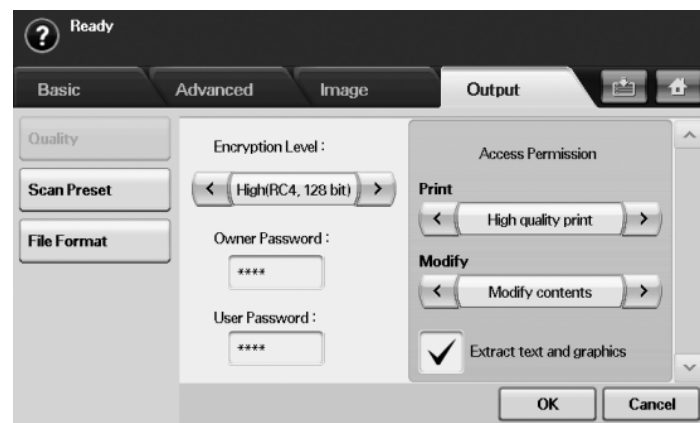 ? Ready
Basic Advanced Image Output
Quality
Scan Preset
File Format
Encryption Level :
< High(RC4, 128 bit) >
Owner Password :
****
User Password :
****
Access Permission
Print
< High quality print >
Modify
< Modify contents >
Extract text and graphics
OK Cancel